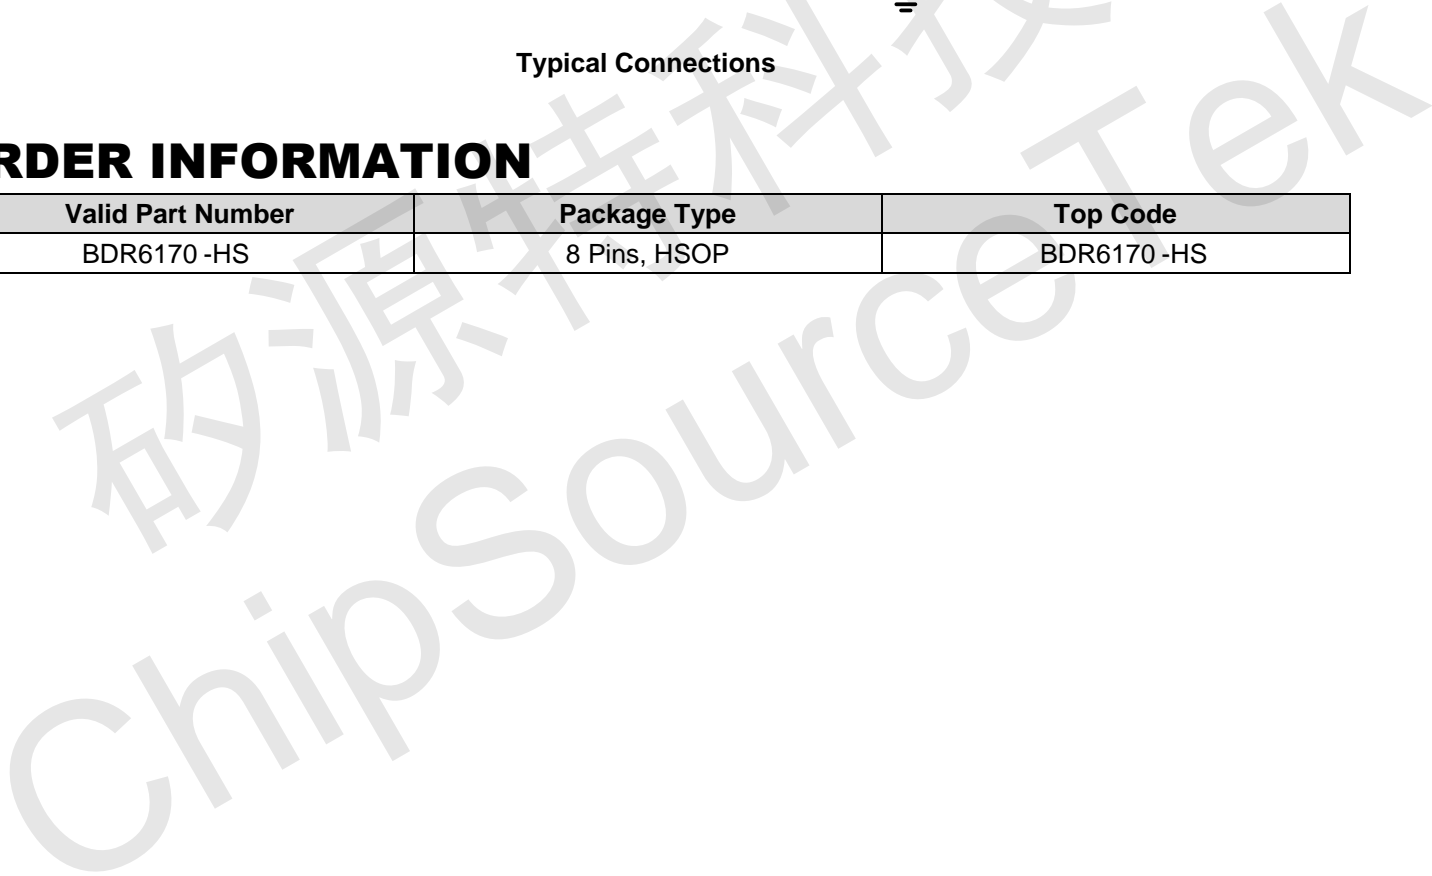 Typical Connections
RDER INFORMATION
Valid Part Number Package Type Top Code
BDR6170 -HS 8 Pins, HSOP BDR6170 -HS
矽源特科技
ChipSourceTek